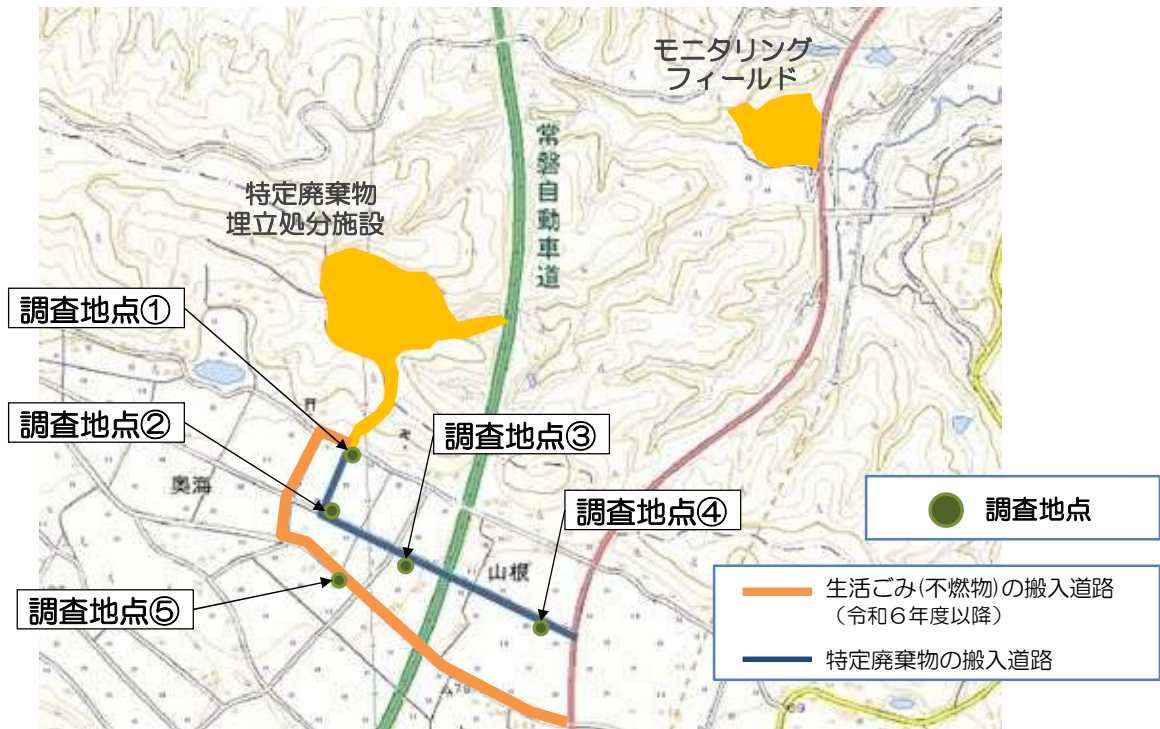 モニタリング
フィールド
常磐自動車道
特定廃棄物
埋立処分施設
調査地点①
調査地点②
調査地点③
奥海
調査地点④
調査地点
山根
調査地点⑤
生活ごみ(不燃物)の搬入道路
(令和6年度以降)
特定廃棄物の搬入道路